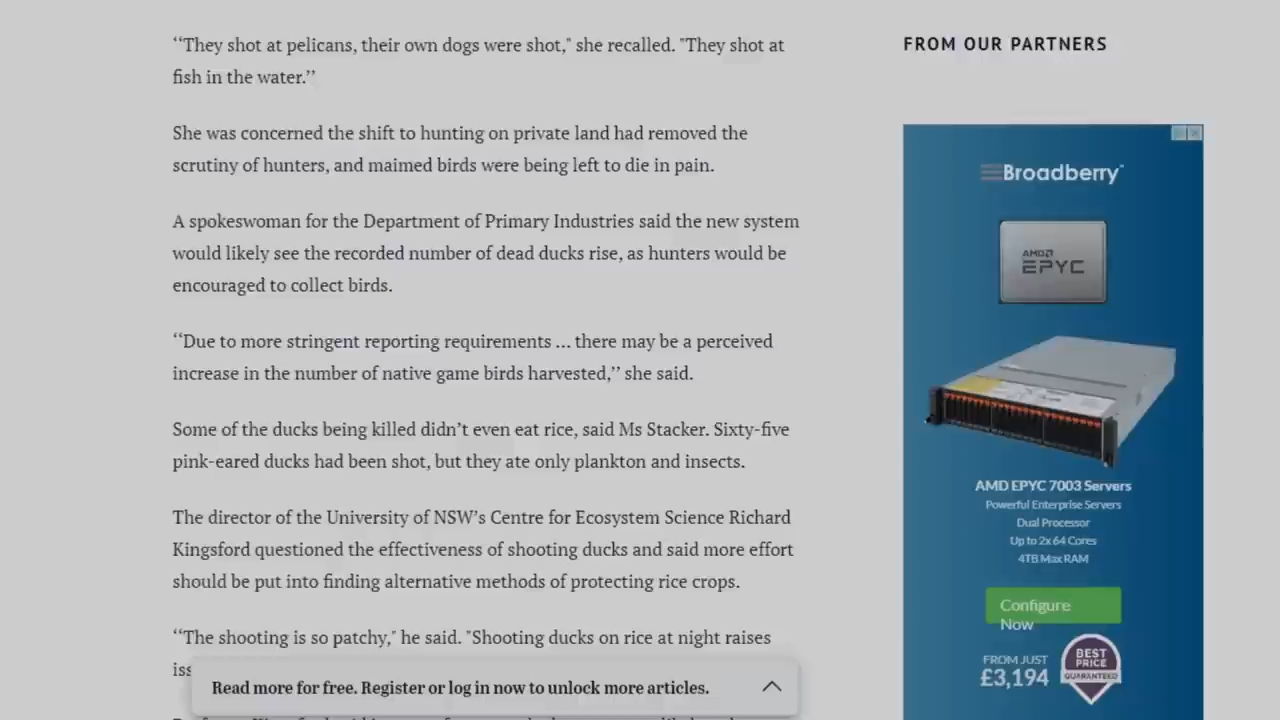 ‘‘They shot at pelicans, their own dogs were shot," she recalled. "They shot at
fish in the water.’’
She was concerned the shift to hunting on private land had removed the
scrutiny of hunters, and maimed birds were being left to die in pain.
A spokeswoman for the Department of Primary Industries said the new system
would likely see the recorded number of dead ducks rise, as hunters would be
encouraged to collect birds.
‘‘Due to more stringent reporting requirements ... there may be a perceived
increase in the number of native game birds harvested,’’ she said.
Some of the ducks being killed didn’t even eat rice, said Ms Stacker. Sixty-five
pink-eared ducks had been shot, but they ate only plankton and insects.
The director of the University of NSW’s Centre for Ecosystem Science Richard
Kingsford questioned the effectiveness of shooting ducks and said more effort
should be put into finding alternative methods of protecting rice crops.
‘‘The shooting is so patchy," he said. "Shooting ducks on rice at night raises
Read more for free. Register or log in now to unlock more articles.
FROM OUR PARTNERS
Broadberry
AMD
EPYC
AMD EPYC 7003 Servers
Powerful Enterprise Servers
Dual Processor
Up to 2x 64 Cores
4TB Max RAM
Configure
Now
FROM JUST
£3,194
BEST
PRICE
GUARANTEED